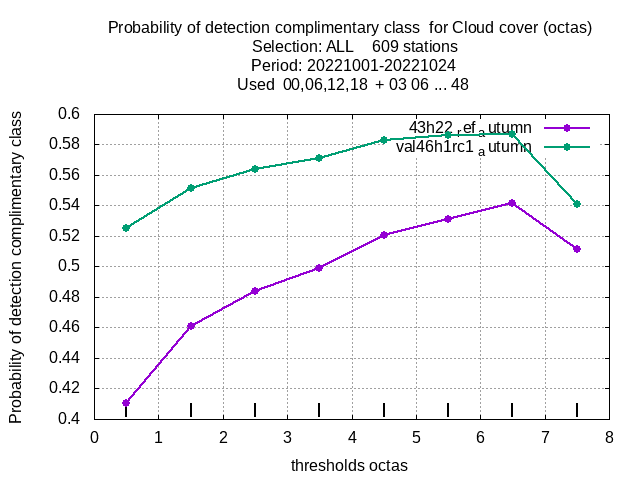 Probability of detection complimentary class  for Cloud cover (octas)
Selection: ALL    609 stations
Period: 20221001-20221024
Used  00,06,12,18  + 03 06 ... 48
Probability of detection complimentary class
0.6
0.58
0.56
0.54
0.52
0.5
0.48
0.46
0.44
0.42
0.4
43h22_ref_autumn
val46h1rc1_autumn
0 1 2 3 4 5 6 7 8
thresholds octas